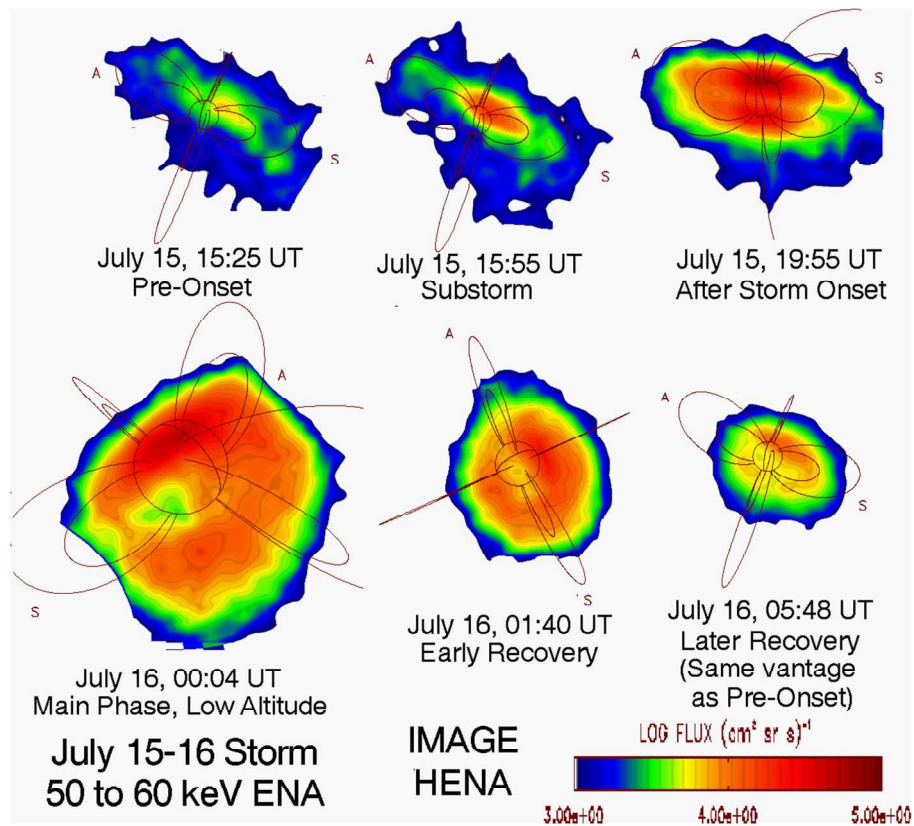 A
S
July 15, 15:25 UT
Pre-Onset
A
S
July 15, 15:55 UT
Substorm
A
S
July 15, 19:55 UT
After Storm Onset
A
S
July 16, 00:04 UT
Main Phase, Low Altitude
A
S
July 16, 01:40 UT
Early Recovery
A
S
July 16, 05:48 UT
Later Recovery
(Same vantage
as Pre-Onset)
July 15-16 Storm
50 to 60 keV ENA
IMAGE
HENA
LOG FLUX (cm² sr s)⁻¹
3.00e+00 4.00e+00 5.00e+00